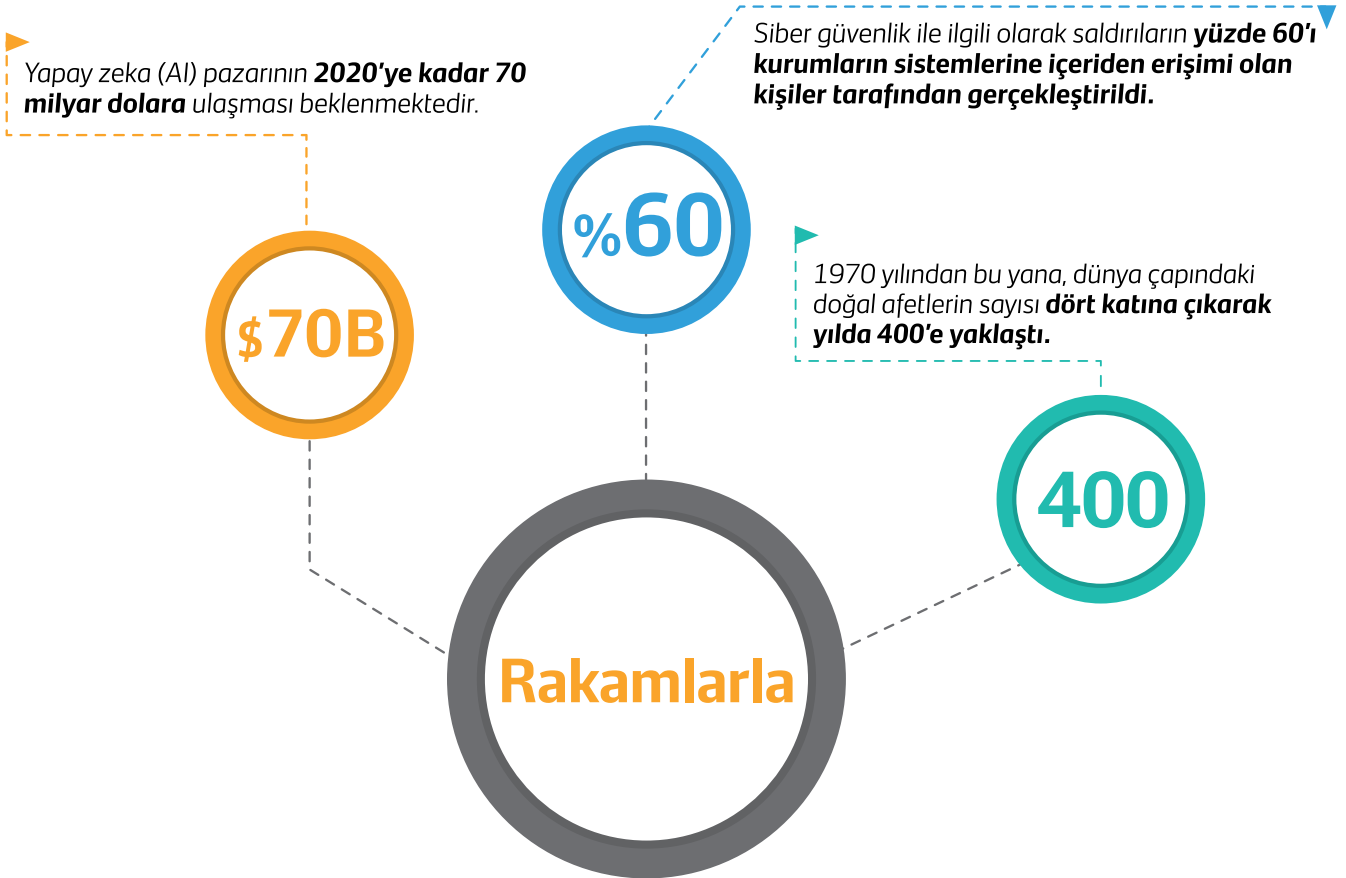 Yapay zeka (AI) pazarının 2020'ye kadar 70
milyar dolara ulaşması beklenmektedir.
$70B
Siber güvenlik ile ilgili olarak saldırıların yüzde 60'ı
kurumların sistemlerine içeriden erişimi olan
kişiler tarafından gerçekleştirildi.
%60
1970 yılından bu yana, dünya çapındaki
doğal afetlerin sayısı dört katına çıkarak
yılda 400'e yaklaştı.
400
Rakamlarla